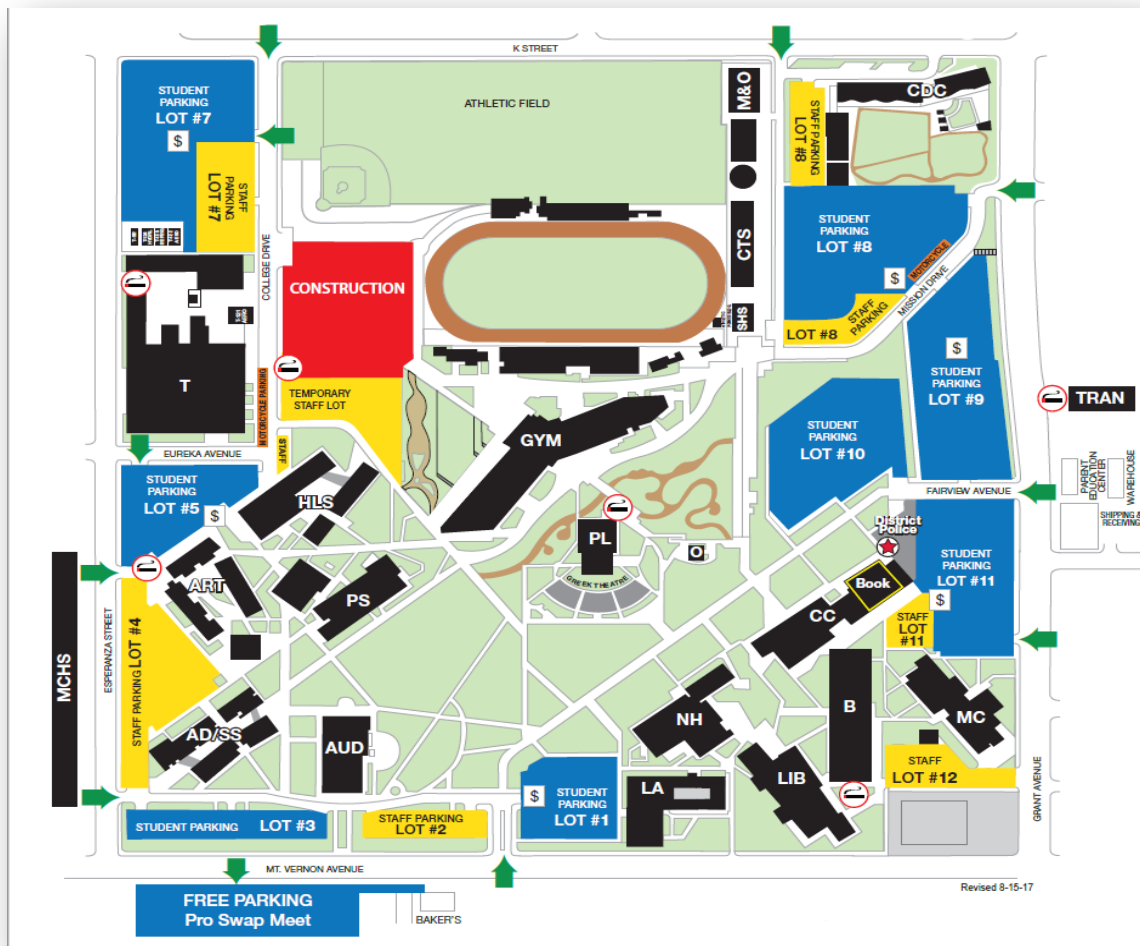 K STREET
STUDENT
PARKING
LOT #7
$
STAFF
PARKING
LOT #7
COLLEGE DRIVE
ATHLETIC FIELD
M&O
CTS
SHS
STAFF PARKING
LOT #8
CDC
STUDENT
PARKING
LOT #8
$
MOTORCYCLE
MISSION DRIVE
STAFF
PARKING
LOT #8
CONSTRUCTION
TEMPORARY
STAFF LOT
MOTORCYCLE PARKING
STAFF
T
EUREKA AVENUE
$
STUDENT
PARKING
LOT #9
TRAN
STUDENT
PARKING
LOT #10
FAIRVIEW AVENUE
PARENT
EDUCATION
CENTER
WAREHOUSE
SHIPPING &
RECEIVING
GYM
STUDENT
PARKING
LOT #5
$
HLS
PL
GREEK THEATRE
O
District
Police
Book
CC
STUDENT
PARKING
LOT #11
$
STAFF
LOT
#11
ART
PS
MCHS
ESPERANZA STREET
STAFF PARKING LOT #4
AD/SS
AUD
NH
B
MC
LIB
LA
STAFF
LOT #12
GRANT AVENUE
$
STUDENT
PARKING
LOT #1
STUDENT PARKING LOT #3
STAFF PARKING
LOT #2
MT. VERNON AVENUE
Revised 8-15-17
FREE PARKING
Pro Swap Meet
BAKER'S